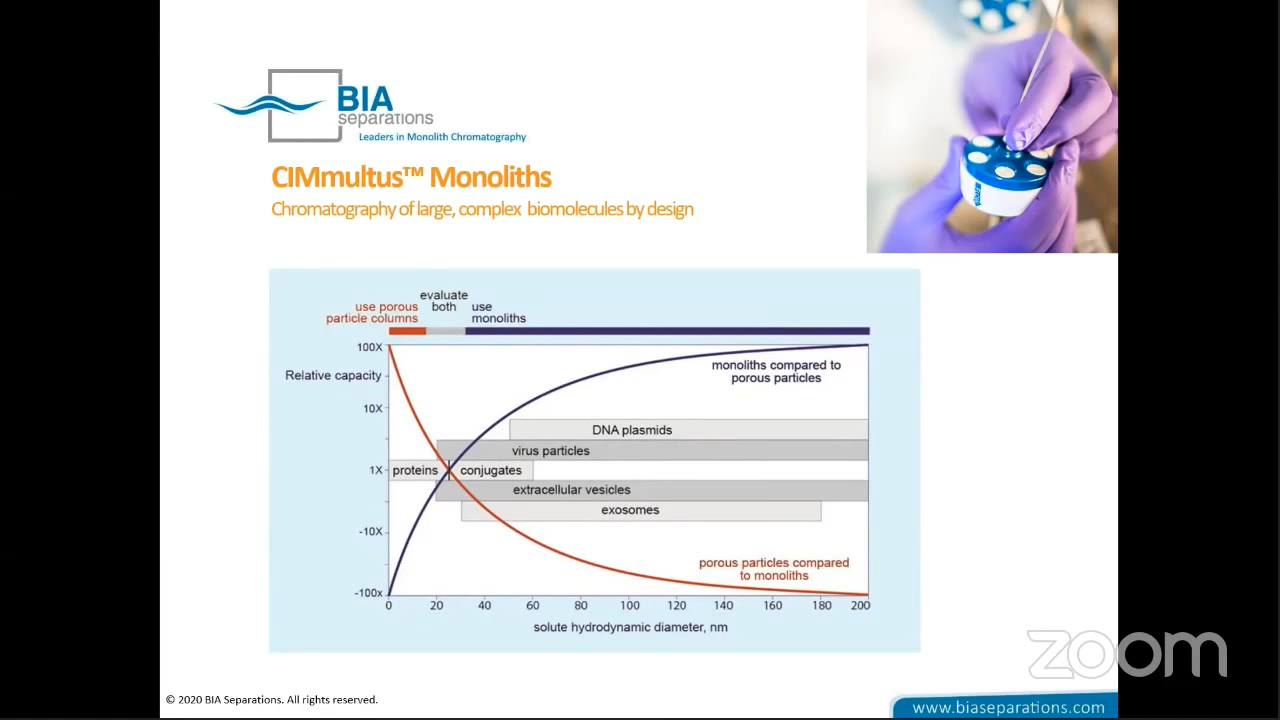 BIA
separations
Leaders in Monolith Chromatography
CIMmultus™ Monoliths
Chromatography of large, complex biomolecules by design
use porous
particle columns
evaluate
both
use
monoliths
100X
Relative capacity
10X
1X
-10X
-100x
monoliths compared to
porous particles
DNA plasmids
virus particles
proteins
conjugates
extracellular vesicles
exosomes
porous particles compared
to monoliths
0 20 40 60 80 100 120 140 160 180 200
solute hydrodynamic diameter, nm
zoom
© 2020 BIA Separations. All rights reserved.
www.biaseparations.com